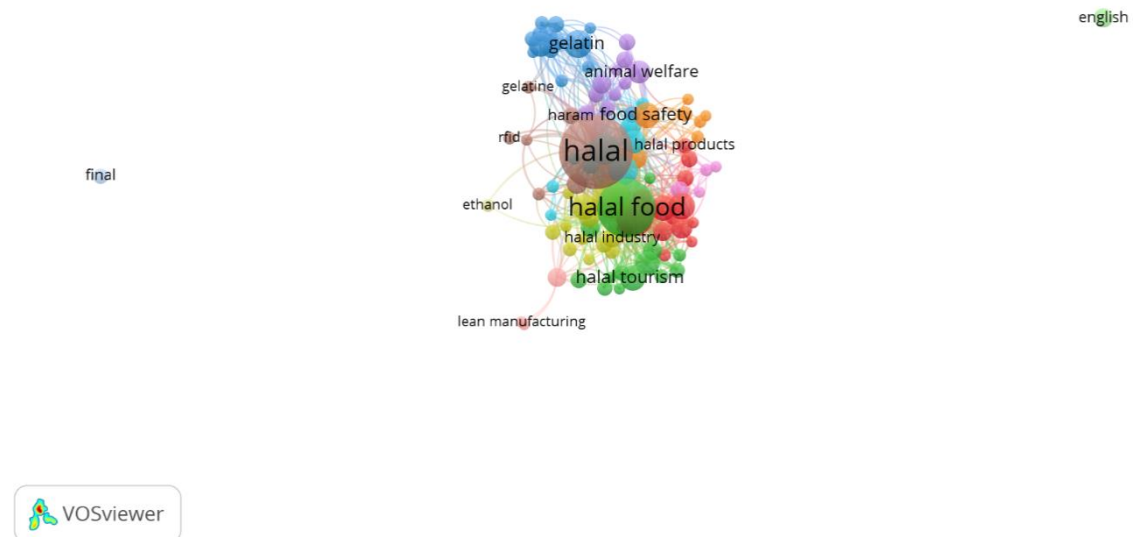 english
gelatin
animal welfare
gelatine
haram
food safety
rfid
halal products
halal
final
ethanol
halal food
halal industry
halal tourism
lean manufacturing
VOSviewer